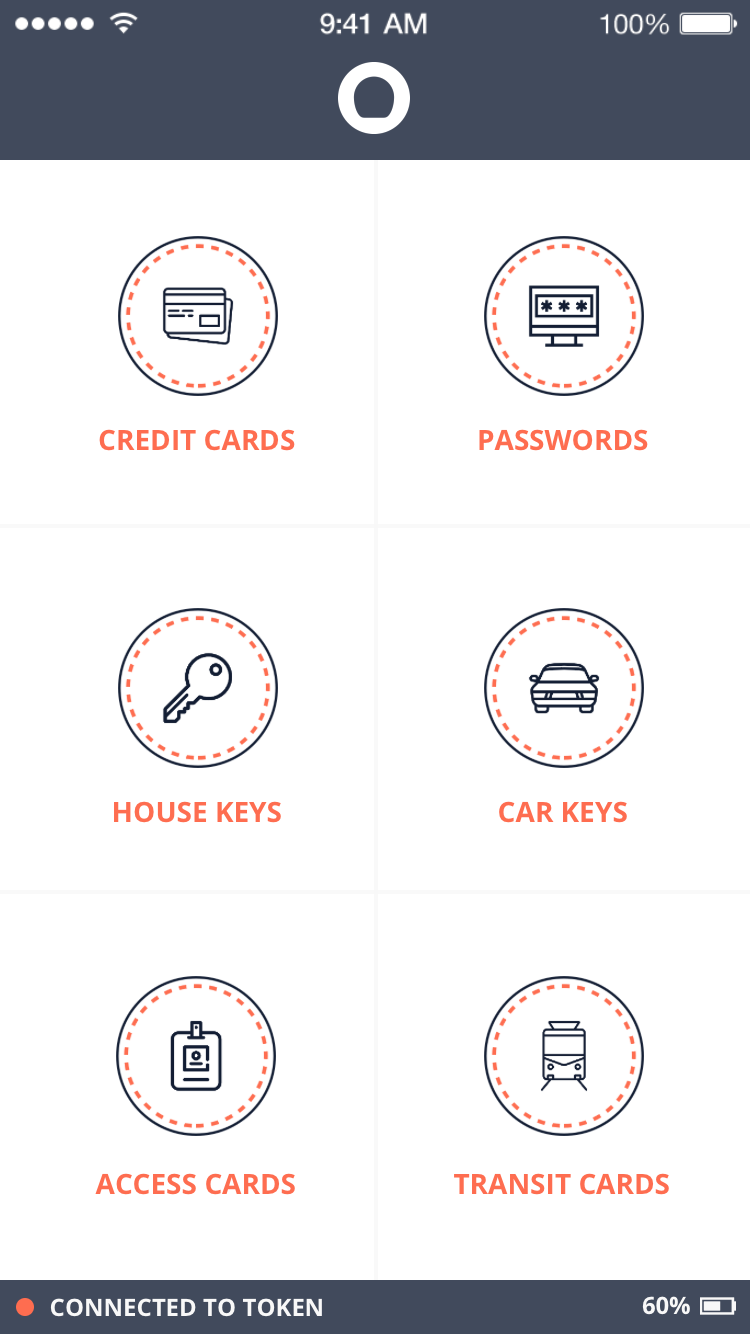 9:41 AM 100%
CREDIT CARDS PASSWORDS
***
HOUSE KEYS CAR KEYS
ACCESS CARDS TRANSIT CARDS
CONNECTED TO TOKEN 60%